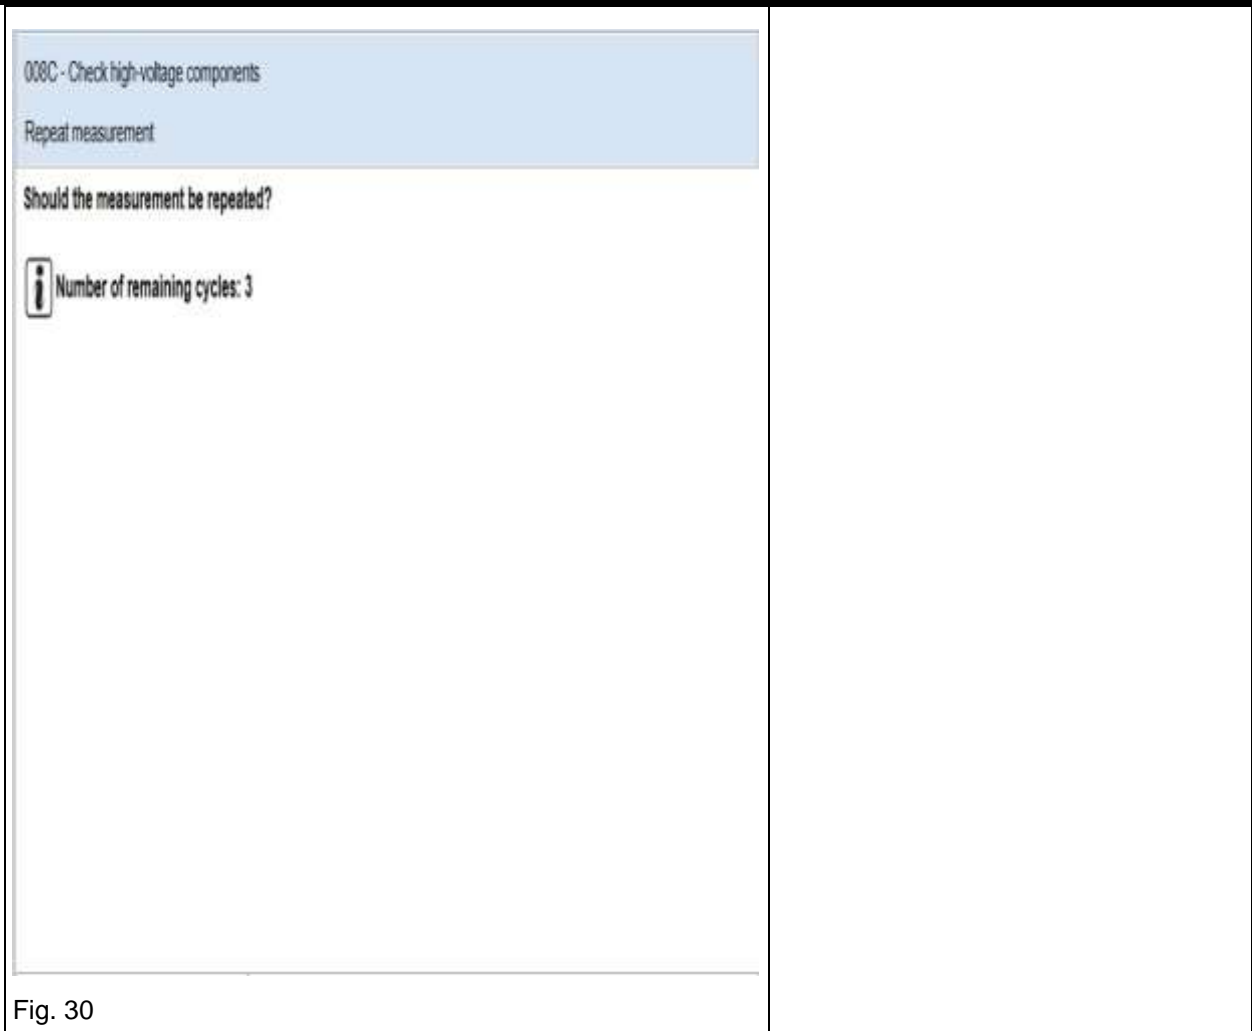 008C - Check high-voltage components
Repeat measurement
Should the measurement be repeated?
i Number of remaining cycles: 3
Fig. 30